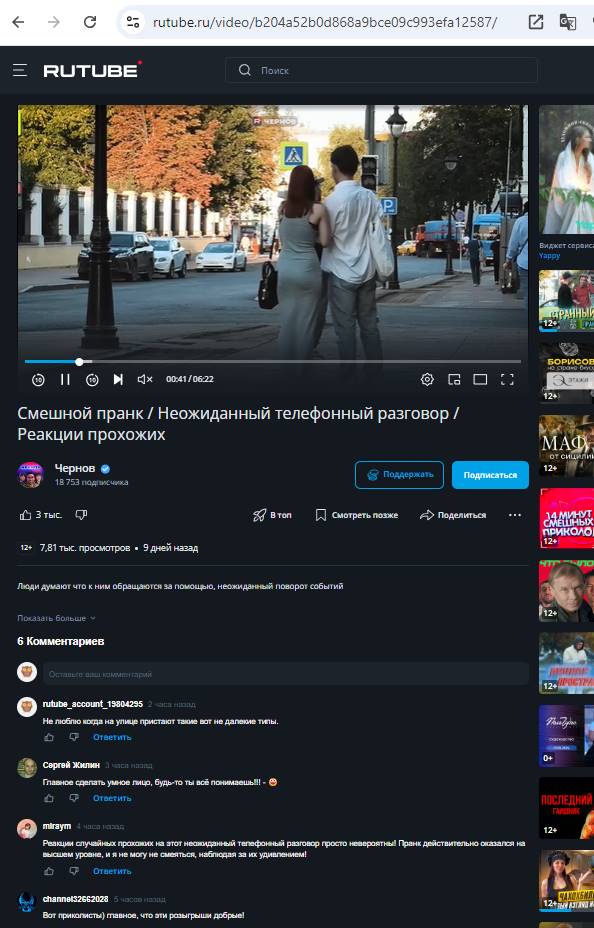 rutube.ru/video/b204a52b0d868a9bce09c993efa12587/
RUTUBE
Поиск
R ЧЕРНОВ
P
10
10
00:41 / 06:22
Смешной пранк / Неожиданный телефонный разговор /
Реакции прохожих
Чернов
18 753 подписчика
Поддержать
Подписаться
3 тыс.
В топ
Смотреть позже
Поделиться
12+ 7,81 тыс. просмотров • 9 дней назад
Люди думают что к ним обращаются за помощью, неожиданный поворот событий
Показать больше
6 Комментариев
Оставьте ваш комментарий
rutube_account_19804295 2 часа назад
Не люблю когда на улице пристают такие вот не далекие типы.
Ответить
Сергей Жилин 3 часа назад
Главное сделать умное лицо, будь-то ты всё понимаешь!!! - 😀
Ответить
miraym 4 часа назад
Реакции случайных прохожих на этот неожиданный телефонный разговор просто невероятны! Пранк действительно оказался на
высшем уровне, и я не могу не смеяться, наблюдая за их удивлением!
Ответить
channel32662028 5 часов назад
Вот приколисты) главное, что эти розыгрыши добрые!
Виджет сервиса
Yappy
СТРАННЫЙ
12+
БОРИСОВ
ЭТАЖИ
12+
МАФ
ОТ СИЦИЛИ
12+
14 МИНУТ
СМЕШНЫХ
ПРИКОЛО
12+
12+
12+
0+
ПОСЛЕДНИЙ
12+
ЧАХОХБИЛ
12+